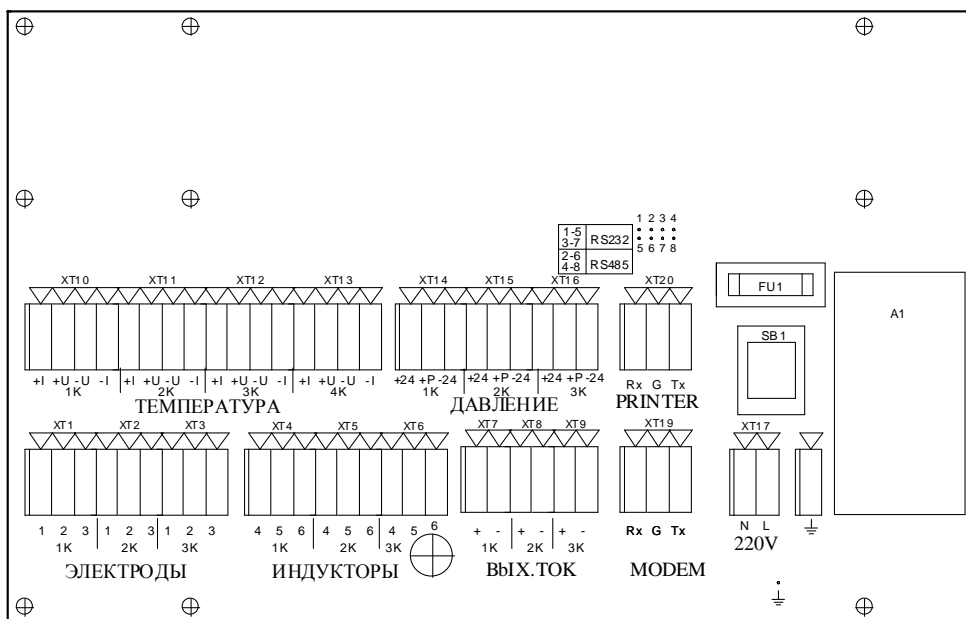 1 2 3 4
1-5
3-7 RS232
5 6 7 8
2-6
4-8 RS485
XT10 XT11 XT12 XT13 XT14 XT15 XT16 XT20
FU1
A1
SB1
+I +U -U -I +I +U -U -I +I +U -U -I +I +U -U -I +24 +P -24 +24 +P -24 +24 +P -24 Rx G Tx
1K 2K 3K 4K 1K 2K 3K
ТЕМПЕРАТУРА ДАВЛЕНИЕ PRINTER
XT1 XT2 XT3 XT4 XT5 XT6 XT7 XT8 XT9 XT19 XT17
1 2 3 1 2 3 1 2 3 4 5 6 4 5 6 4 5 6 + - + - + - Rx G Tx N L
1K 2K 3K 1K 2K 3K 1K 2K 3K 220V
ЭЛЕКТРОДЫ ИНДУКТОРЫ ВЫХ.ТОК MODEM